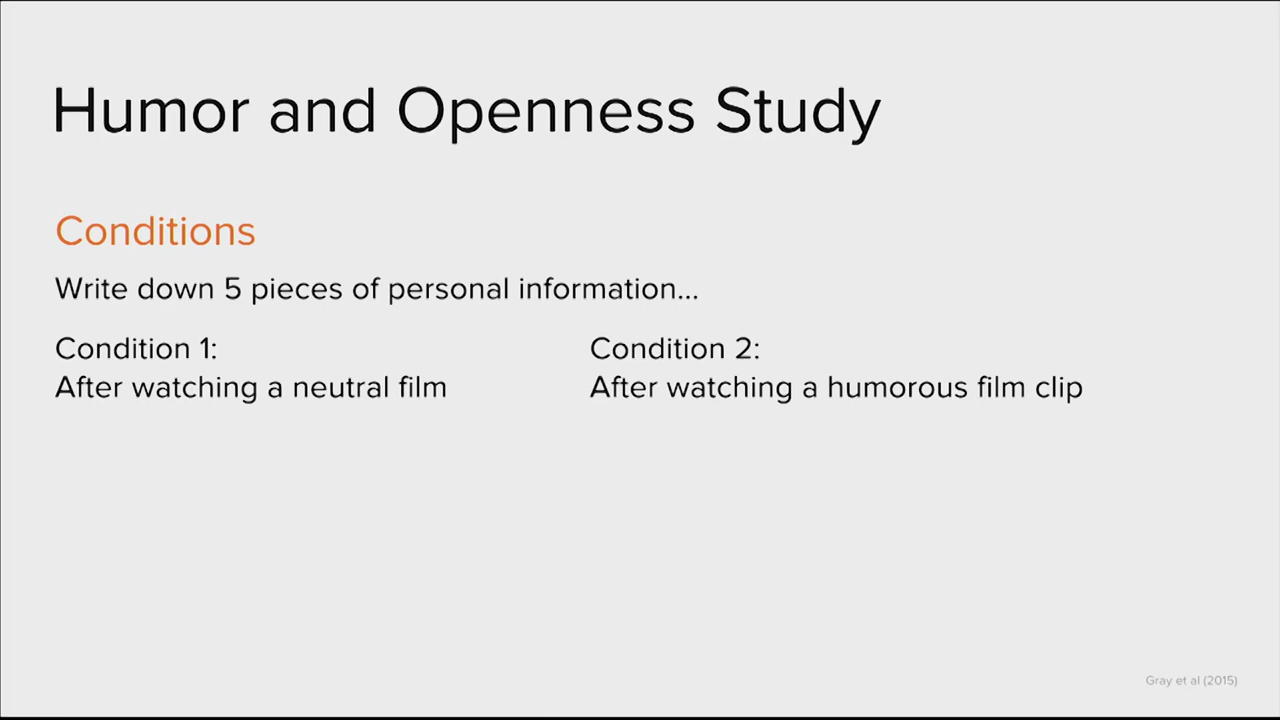 Humor and Openness Study
Conditions
Write down 5 pieces of personal information...
Condition 1:
After watching a neutral film
Condition 2:
After watching a humorous film clip
Gray et al (2015)